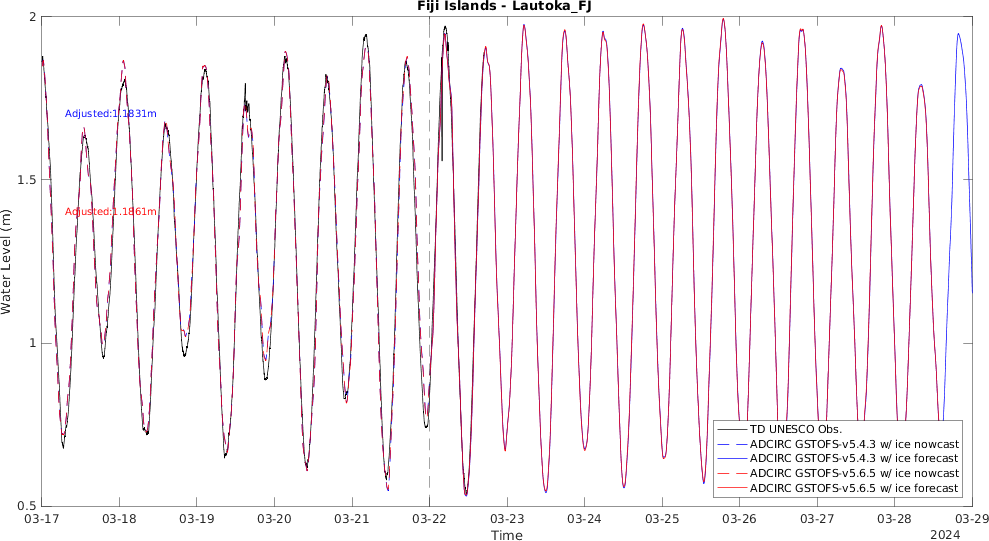 Fiji Islands - Lautoka_FJ
2
1.5
1
0.5
Water Level (m)
Adjusted:1.1831m
Adjusted:1.1861m
TD UNESCO Obs.
ADCIRC GSTOFS-v5.4.3 w/ ice nowcast
ADCIRC GSTOFS-v5.4.3 w/ ice forecast
ADCIRC GSTOFS-v5.6.5 w/ ice nowcast
ADCIRC GSTOFS-v5.6.5 w/ ice forecast
03-17 03-18 03-19 03-20 03-21 03-22 03-23 03-24 03-25 03-26 03-27 03-28 03-29
Time
2024